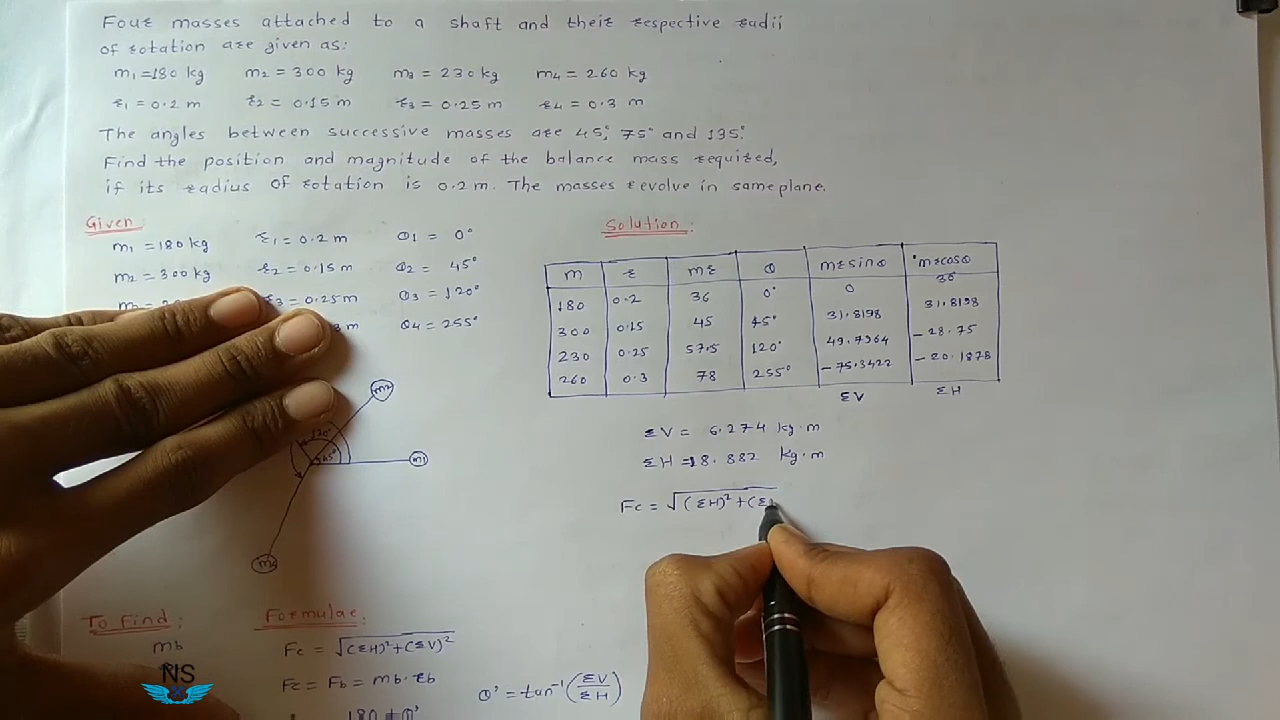 Four masses attached to a shaft and their respective radii
of rotation are given as:
m1 = 180 kg m2 = 300 kg m3 = 230 kg m4 = 260 kg
r1 = 0.2 m r2 = 0.15 m r3 = 0.25 m r4 = 0.3 m
The angles between successive masses are 45°, 75° and 135°.
Find the position and magnitude of the balance mass required,
if its radius of rotation is 0.2 m. The masses revolve in same plane.
Given:
m1 = 180 kg r1 = 0.2 m θ1 = 0°
m2 = 300 kg r2 = 0.15 m θ2 = 45°
r3 = 0.25 m θ3 = 120°
m θ4 = 255°
m2
120°
45°
m1
m4
To Find:
mb
Formulae:
Fc = √(ΣH)²+(ΣV)²
Fc = Fb = mb·rb
θ' = tan⁻¹(ΣV/ΣH)
180 + θ'
Solution:
m r mr θ mrsinθ mrcosθ
180 0.2 36 0° 0 36
300 0.15 45 45° 31.8198 31.8198
230 0.25 57.5 120° 49.7964 -28.75
260 0.3 78 255° -75.3422 -20.1878
ΣV ΣH
ΣV = 6.274 kg·m
ΣH = 18.882 kg·m
Fc = √(ΣH)²+(Σ
NS